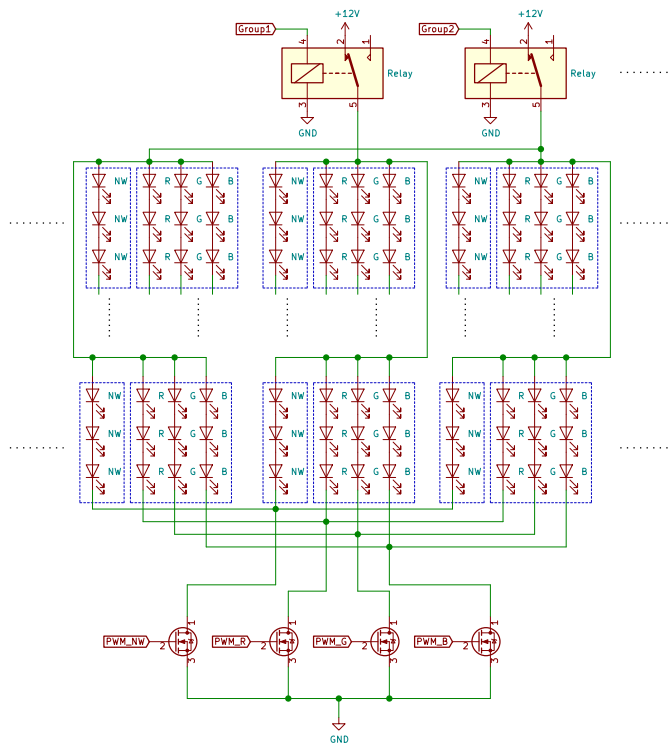 +12V +12V
Group1 4 2 1 Group2 4 2 1
Relay Relay
3 5 3 5
GND GND
NW R G B NW R G B NW R G B
NW R G B NW R G B NW R G B
NW R G B NW R G B NW R G B
NW R G B NW R G B NW R G B
NW R G B NW R G B NW R G B
NW R G B NW R G B NW R G B
1 1 1 1
PWM_NW 2 PWM_R 2 PWM_G 2 PWM_B 2
3 3 3 3
GND